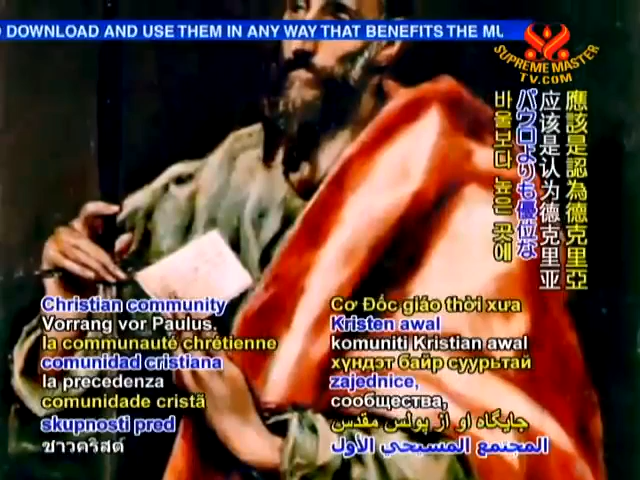 DOWNLOAD AND USE THEM IN ANY WAY THAT BENEFITS THE
SUPREME MASTER
TV.COM
應該是認為德克里亞
应该是认为德克里亚
パウロよりも優位な
바울보다 높은 곳에
Christian community
Vorrang vor Paulus.
la communauté chrétienne
comunidad cristiana
la precedenza
comunidade cristã
skupnosti pred
ชาวคริสต์
Cơ Đốc giáo thời xưa
Kristen awal
komuniti Kristian awal
хүндэт байр суурьтай
zajednice,
сообщества,
جایگاه او از پولس مقدس
المجتمع المسيحي الأول